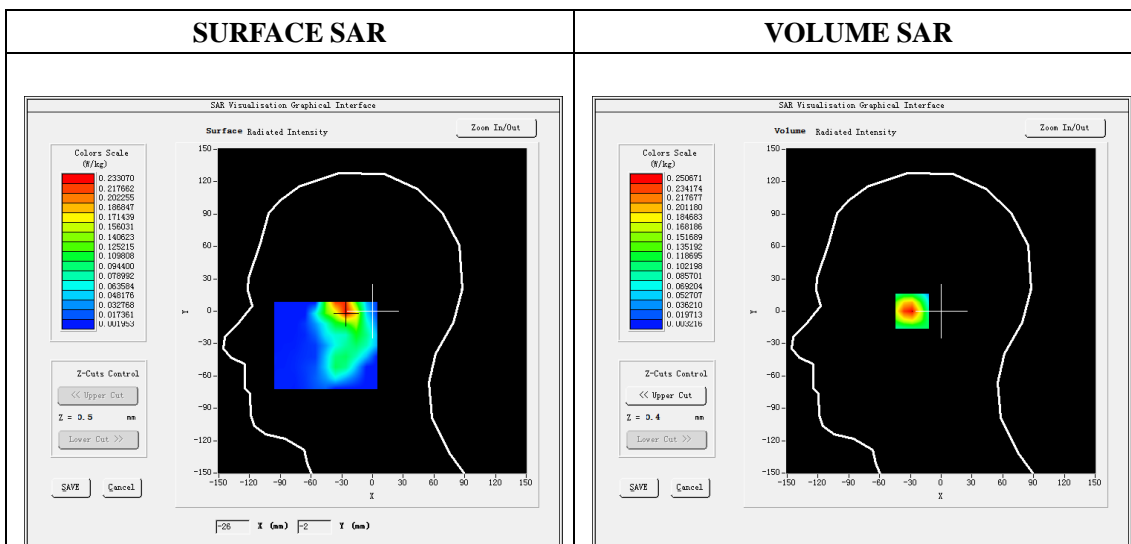 SURFACE SAR
SAR Visualisation Graphical Interface
Surface Radiated Intensity
Zoom In/Out
Colors Scale
(W/kg)
0.233070
0.217662
0.202255
0.186847
0.171439
0.156031
0.140623
0.125215
0.109808
0.094400
0.078992
0.063584
0.048176
0.032768
0.017361
0.001953
Z-Cuts Control
<< Upper Cut
Z = 0.5 mm
Lower Cut >>
SAVE Cancel
150
120
90
60
30
0
-30
-60
-90
-120
-150
Y
-150 -120 -90 -60 -30 0 30 60 90 120 150
X
-26 X (mm) -2 Y (mm)
VOLUME SAR
SAR Visualisation Graphical Interface
Volume Radiated Intensity
Zoom In/Out
Colors Scale
(W/kg)
0.250671
0.234174
0.217677
0.201180
0.184683
0.168186
0.151689
0.135192
0.118695
0.102198
0.085701
0.069204
0.052707
0.036210
0.019713
0.003216
Z-Cuts Control
<< Upper Cut
Z = 0.4 mm
Lower Cut >>
SAVE Cancel
150
120
90
60
30
0
-30
-60
-90
-120
-150
Y
-150 -120 -90 -60 -30 0 30 60 90 120 150
X